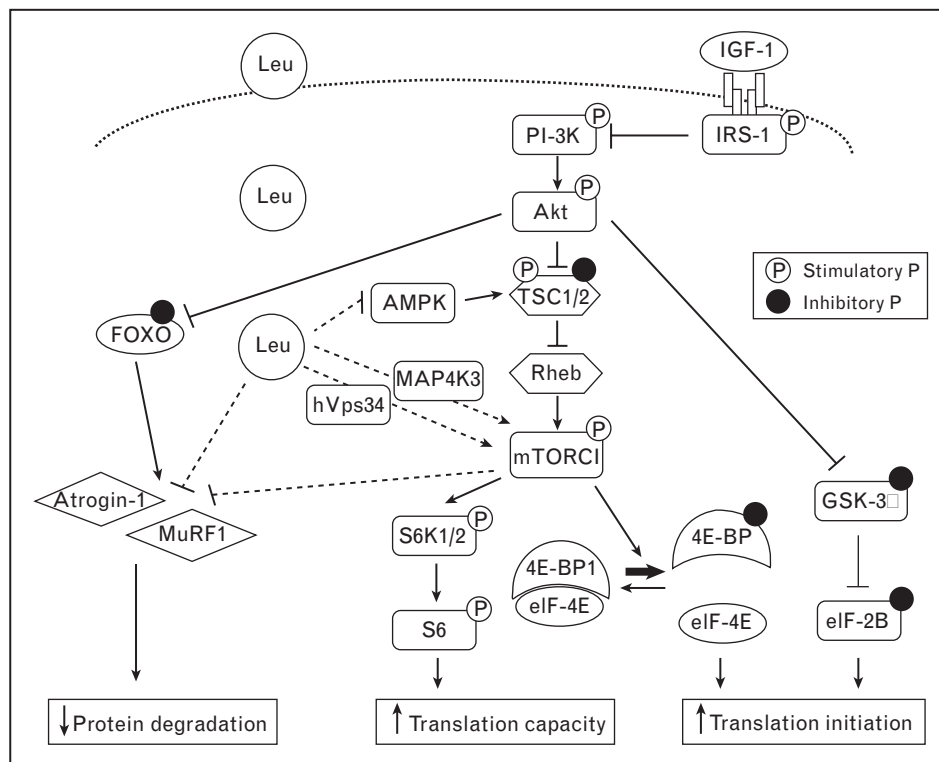 Leu
IGF-1
PI-3K
P
IRS-1
P
Leu
Akt
P
P
TSC1/2
P Stimulatory P
Inhibitory P
AMPK
FOXO
Leu
MAP4K3
Rheb
hVps34
mTORCI
P
Atrogin-1
MuRF1
GSK-3□
S6K1/2
P
4E-BP
4E-BP1
eIF-4E
S6
P
eIF-4E
eIF-2B
↓ Protein degradation
↑ Translation capacity
↑ Translation initiation